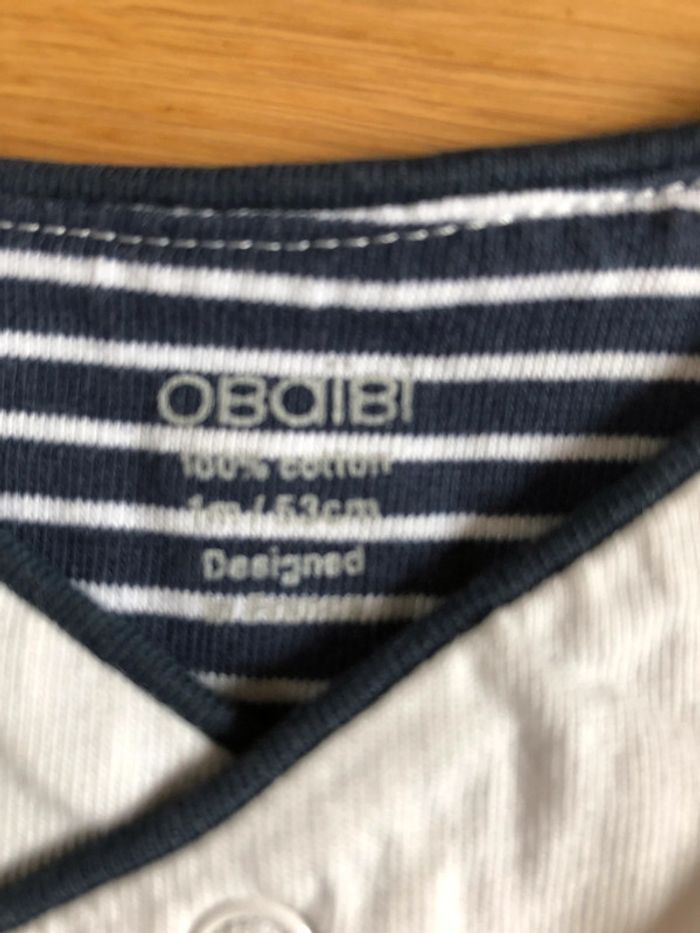 OBAIBI
100% cotton
1m / 53cm
Designed